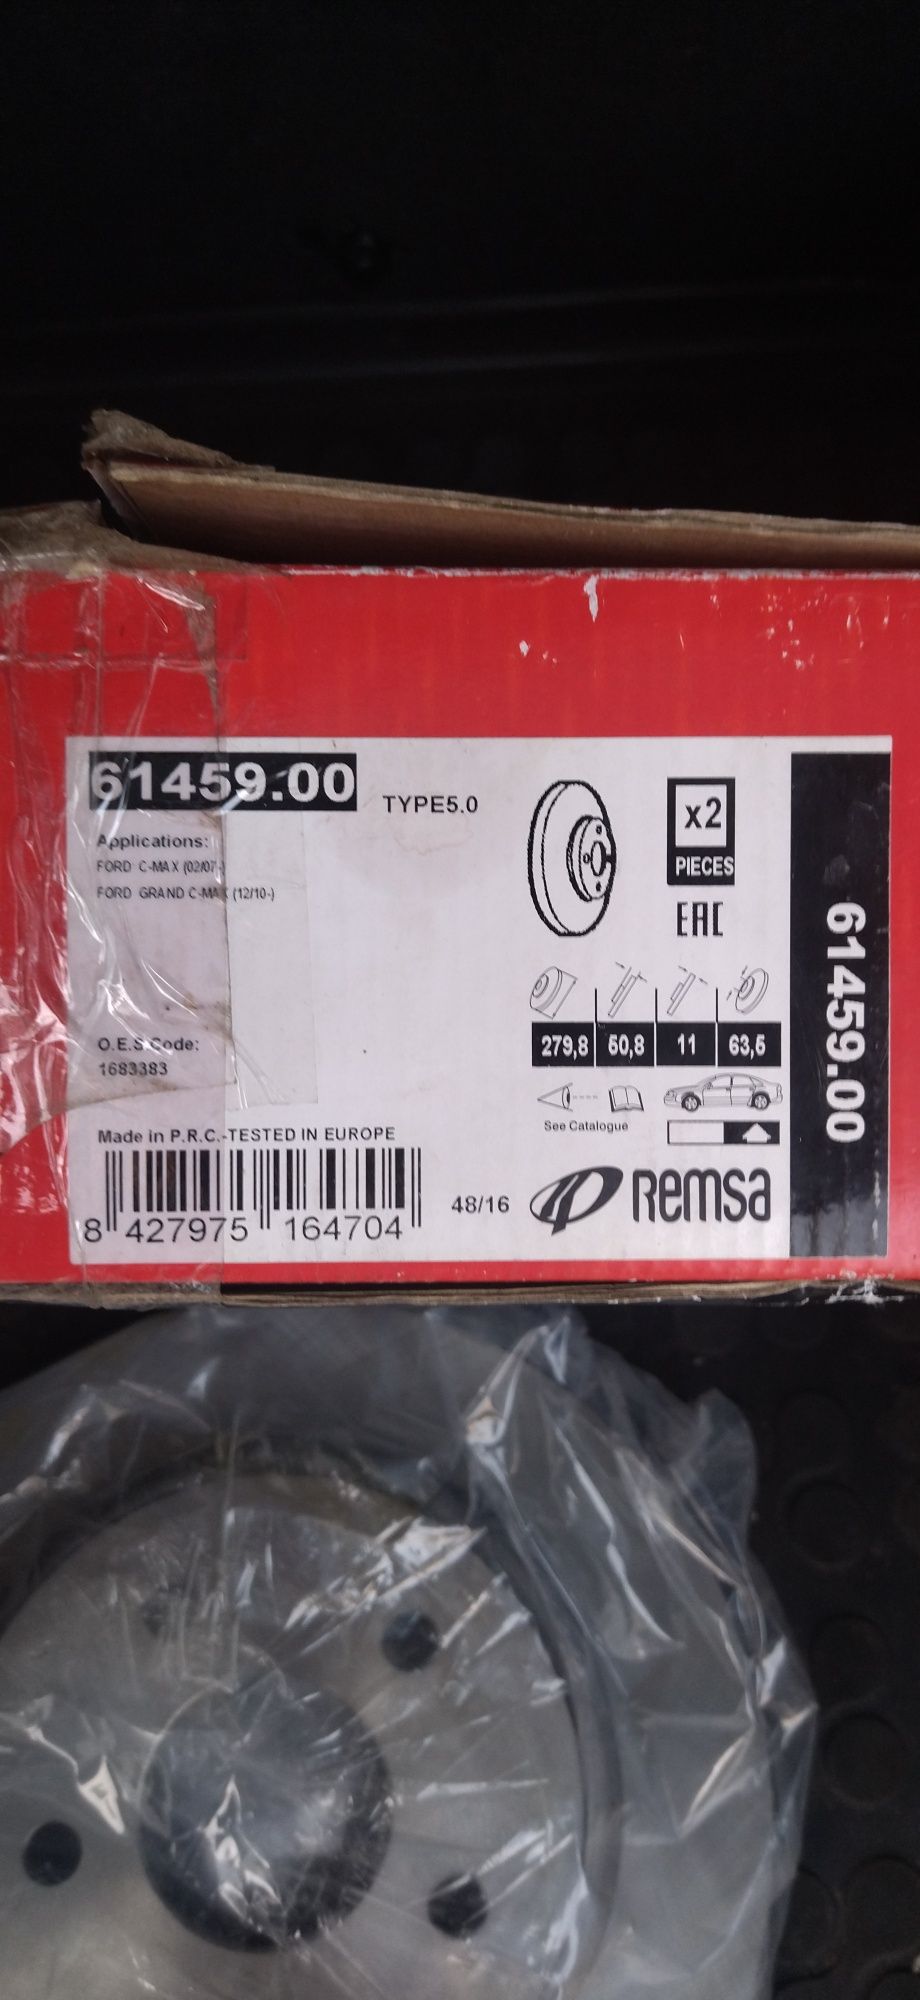 61459.00
TYPE5.0
Applications:
FORD C-MAX (02/07-)
FORD GRAND C-MAX (12/10-)
x2
PIECES
EAC
279,8 50,8 11 63,5
O.E.S Code:
1683383
See Catalogue
Made in P.R.C.-TESTED IN EUROPE
8 427975 164704
48/16
REMSA
61459.00